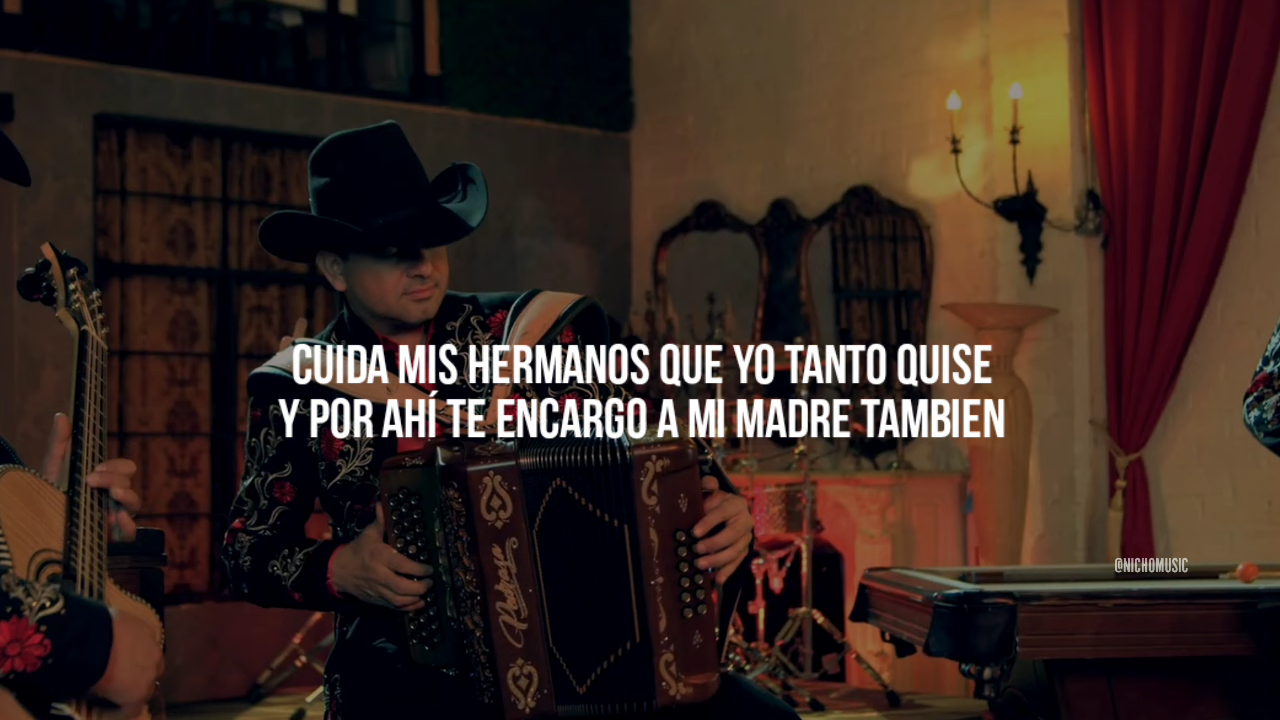 CUIDA MIS HERMANOS QUE YO TANTO QUISE
Y POR AHÍ TE ENCARGO A MI MADRE TAMBIEN
@NICHOMUSIC